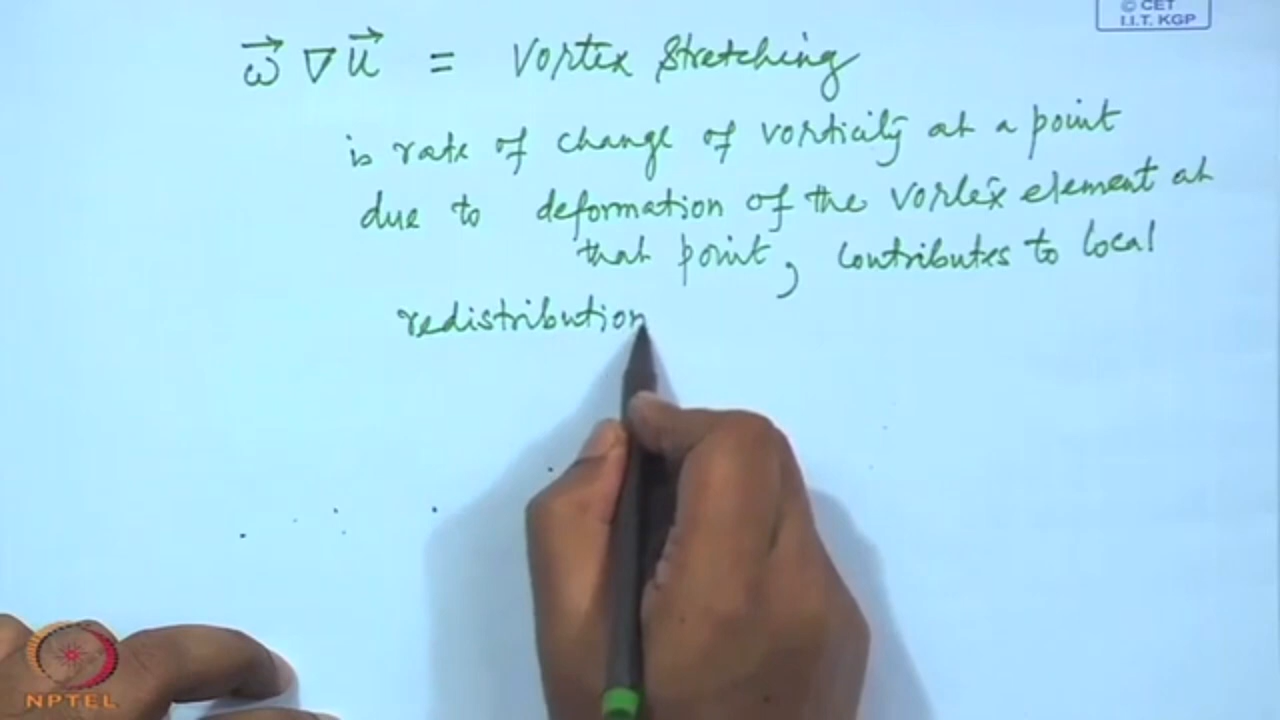 © CET
I.I.T. KGP
ω⃗ ∇ u⃗ = Vortex Stretching
is rate of change of vorticity at a point
due to deformation of the vortex element at
that point, contributes to local
redistribution
NPTEL